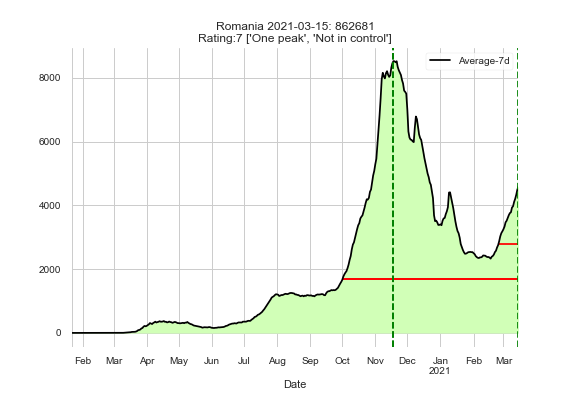 Romania 2021-03-15: 862681
Rating:7 ['One peak', 'Not in control']
Average-7d
8000
6000
4000
2000
0
Feb Mar Apr May Jun Jul Aug Sep Oct Nov Dec Jan Feb Mar
2021
Date